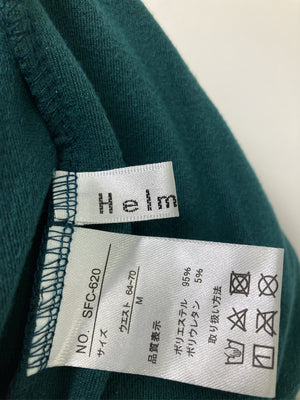 NO. SFC-620
サイズ
ウエスト 64-70
M
品質表示
ポリエステル 95%
ポリウレタン 5%
取り扱い方法